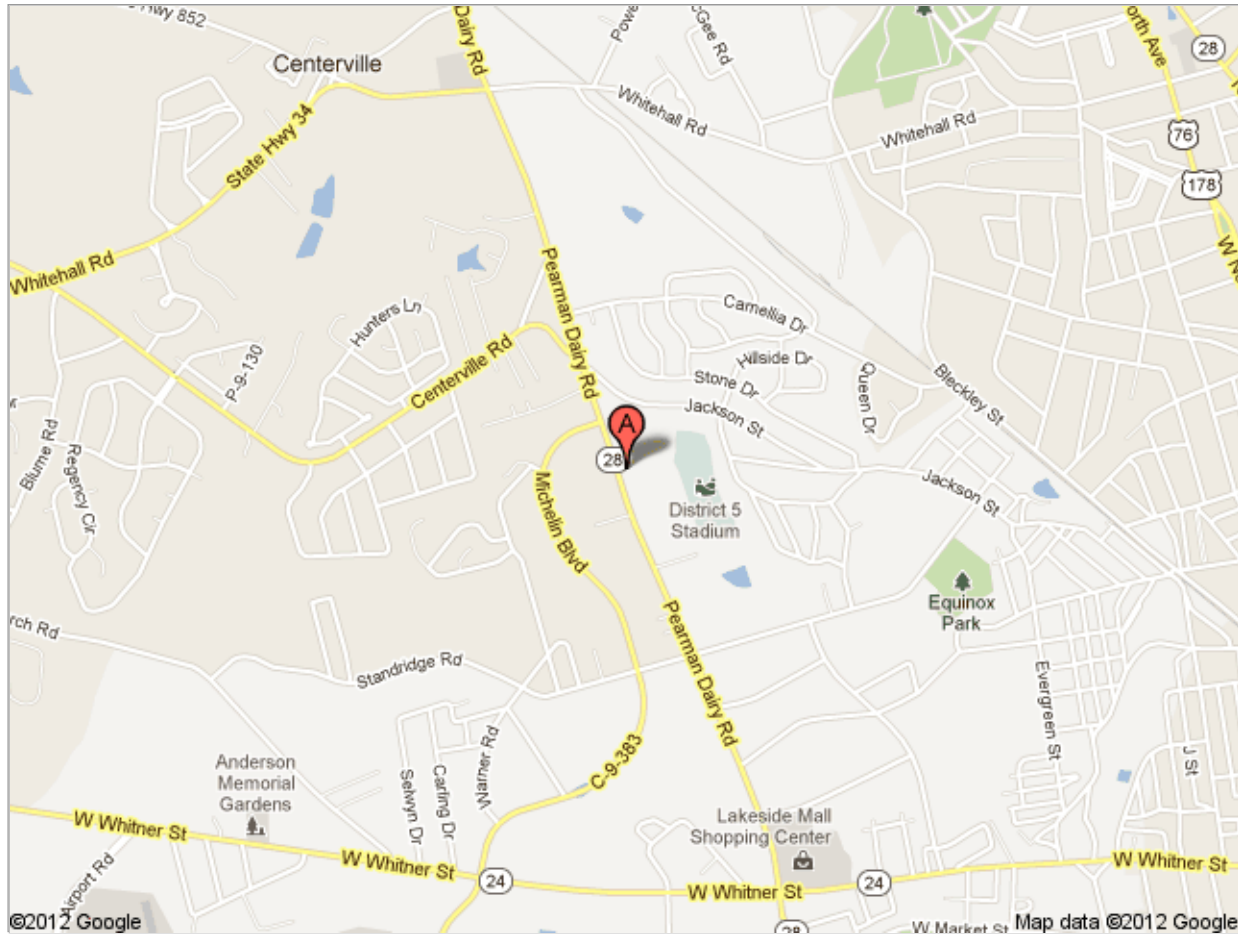 Hwy 852
Dairy Rd
Powe
cGee Rd
orth Ave
28
Centerville
Whitehall Rd
Whitehall Rd
76
State Hwy 34
178
W No
Whitehall Rd
Pearman Dairy Rd
Camellia Dr
Hunters Ln
Hillside Dr
Centerville Rd
Stone Dr
Queen Dr
Bleckley St
P-9-130
Jackson St
A
Blume Rd
Regency Cir
28
Michelin Blvd
District 5
Stadium
Jackson St
Equinox
Park
rch Rd
Standridge Rd
Pearman Dairy Rd
Evergreen St
Warner Rd
C-9-383
J St
Anderson
Memorial
Gardens
Selwyn Dr
Carling Dr
Lakeside Mall
Shopping Center
W Whitner St
W Whitner St
W Whitner St
24
24
W Whitner St
Airport Rd
©2012 Google
28
W Market St
Map data ©2012 Google